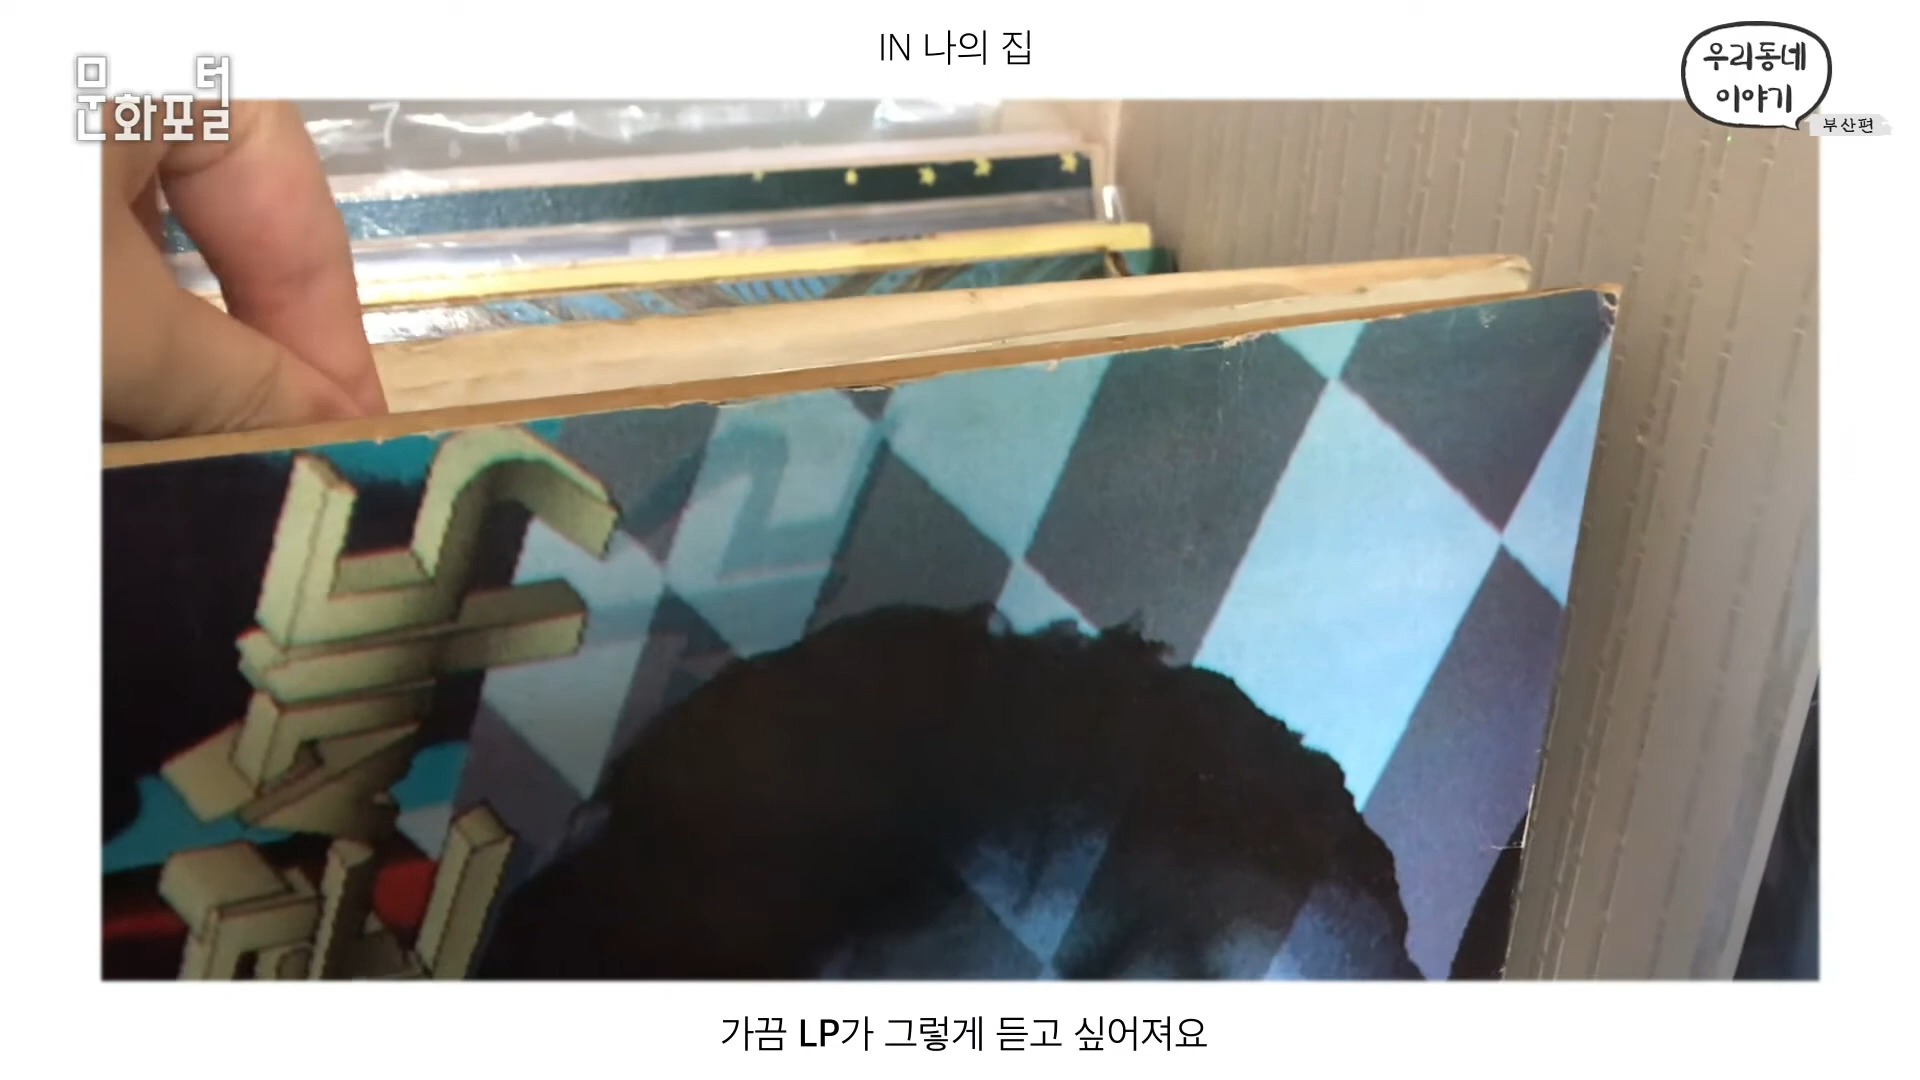 IN 나의 집
문화포털
우리동네
이야기
부산편
가끔 LP가 그렇게 듣고 싶어져요